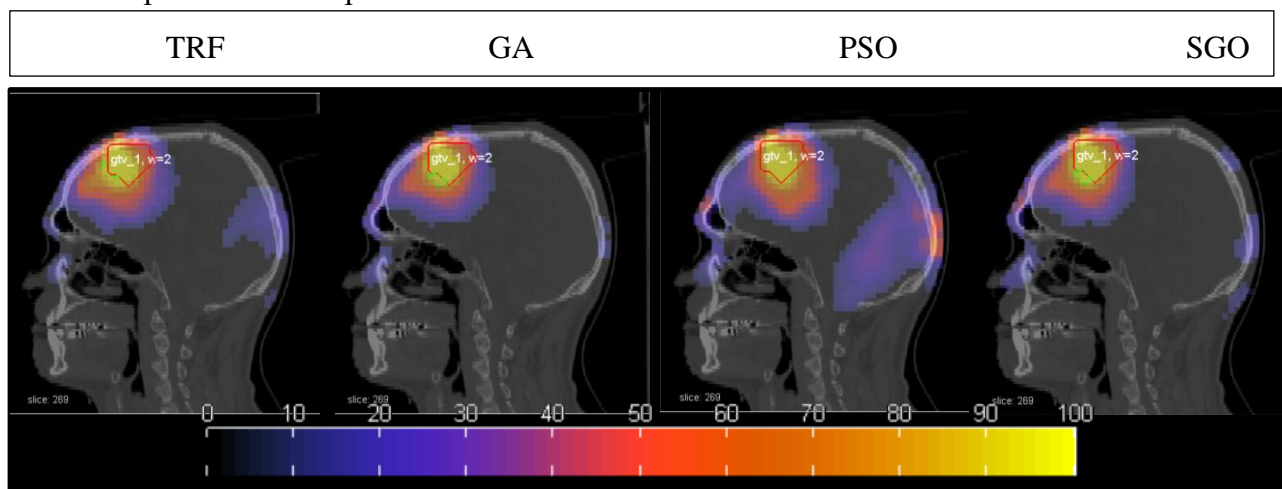 TRF GA PSO SGO
gtv_1, w=2 gtv_1, w=2 gtv_1, w=2 gtv_1, w=2
slice: 269 slice: 269 slice: 269 slice: 269
0 10 20 30 40 50 60 70 80 90 100